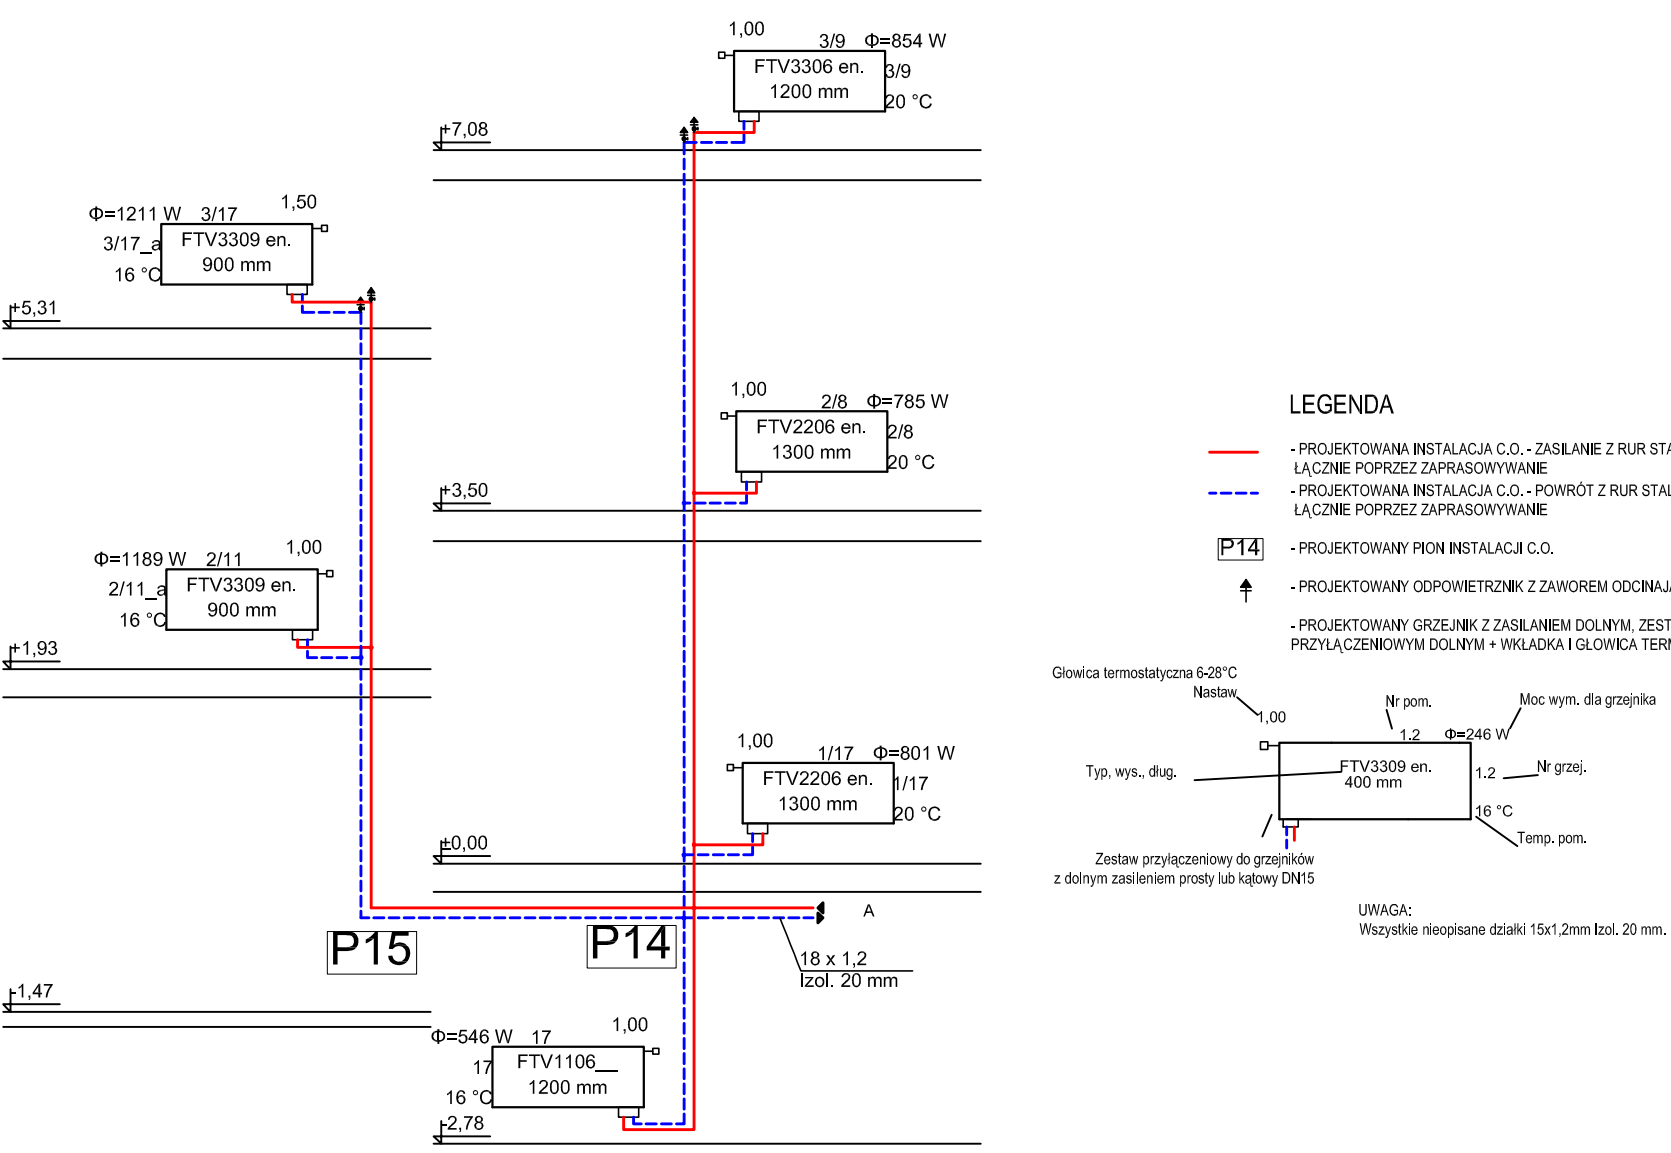 1,00
3/9 Φ=854 W
FTV3306 en.
1200 mm
3/9
20 °C
+7,08
Φ=1211 W 3/17 1,50
3/17_a
16 °C
FTV3309 en.
900 mm
+5,31
1,00
2/8 Φ=785 W
FTV2206 en.
1300 mm
2/8
20 °C
+3,50
Φ=1189 W 2/11 1,00
2/11_a
16 °C
FTV3309 en.
900 mm
+1,93
1,00
1/17 Φ=801 W
FTV2206 en.
1300 mm
1/17
20 °C
±0,00
A
P15
P14
18 x 1,2
Izol. 20 mm
-1,47
Φ=546 W 17 1,00
17
16 °C
FTV1106__
1200 mm
-2,78
LEGENDA
- PROJEKTOWANA INSTALACJA C.O. - ZASILANIE Z RUR STA
ŁĄCZNIE POPRZEZ ZAPRASOWYWANIE
- PROJEKTOWANA INSTALACJA C.O. - POWRÓT Z RUR STAL
ŁĄCZNIE POPRZEZ ZAPRASOWYWANIE
P14 - PROJEKTOWANY PION INSTALACJI C.O.
- PROJEKTOWANY ODPOWIETRZNIK Z ZAWOREM ODCINAJ
- PROJEKTOWANY GRZEJNIK Z ZASILANIEM DOLNYM, ZEST
PRZYŁĄCZENIOWYM DOLNYM + WKŁADKA I GŁOWICA TERM
Głowica termostatyczna 6-28°C
Nastaw
1,00
Nr pom.
Moc wym. dla grzejnika
1.2 Φ=246 W
Typ, wys., dług.
FTV3309 en.
400 mm
1.2
Nr grzej.
16 °C
Temp. pom.
Zestaw przyłączeniowy do grzejników
z dolnym zasileniem prosty lub kątowy DN15
UWAGA:
Wszystkie nieopisane działki 15x1,2mm Izol. 20 mm.